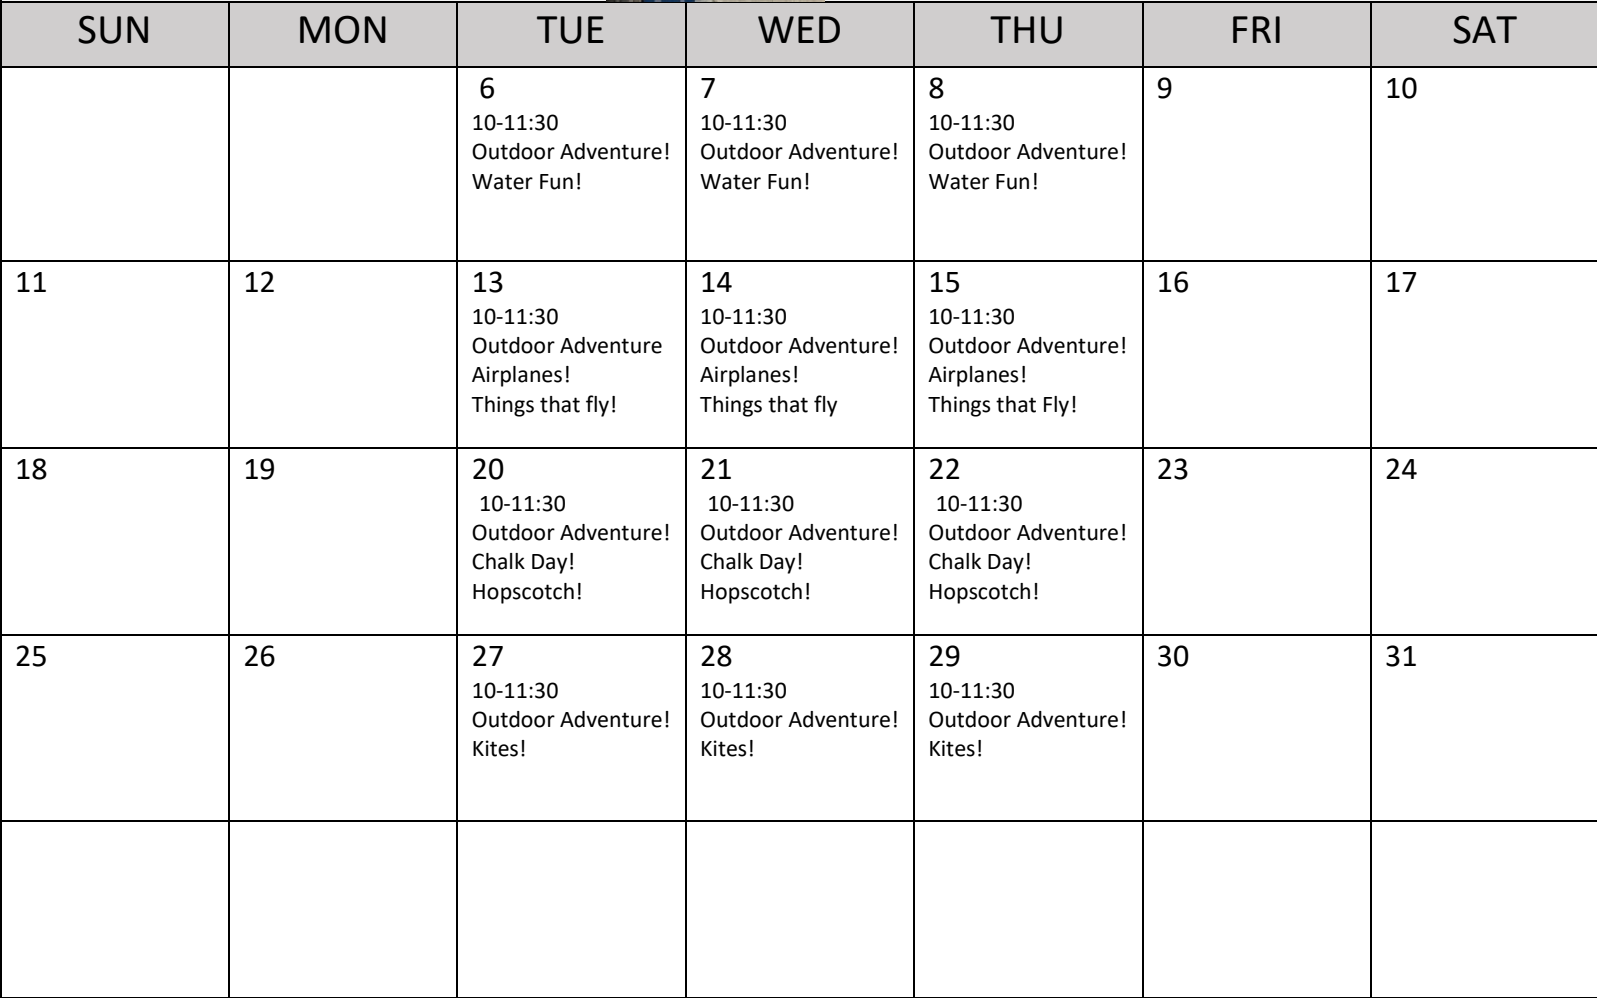 SUN MON TUE WED THU FRI SAT
6
10-11:30
Outdoor Adventure!
Water Fun!
7
10-11:30
Outdoor Adventure!
Water Fun!
8
10-11:30
Outdoor Adventure!
Water Fun!
9
10
11
12
13
10-11:30
Outdoor Adventure
Airplanes!
Things that fly!
14
10-11:30
Outdoor Adventure!
Airplanes!
Things that fly
15
10-11:30
Outdoor Adventure!
Airplanes!
Things that Fly!
16
17
18
19
20
10-11:30
Outdoor Adventure!
Chalk Day!
Hopscotch!
21
10-11:30
Outdoor Adventure!
Chalk Day!
Hopscotch!
22
10-11:30
Outdoor Adventure!
Chalk Day!
Hopscotch!
23
24
25
26
27
10-11:30
Outdoor Adventure!
Kites!
28
10-11:30
Outdoor Adventure!
Kites!
29
10-11:30
Outdoor Adventure!
Kites!
30
31